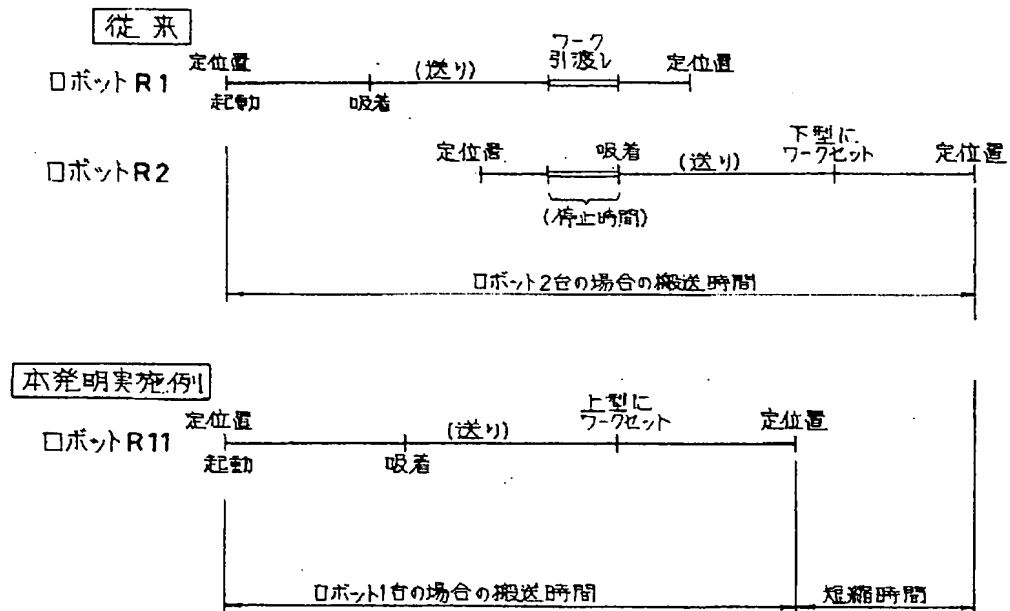 従来
ロボットR1
定位置
起動
吸着
(送り)
ワーク
引渡し
定位置
ロボットR2
定位置
吸着
(停止時間)
(送り)
下型に
ワークセット
定位置
ロボット2台の場合の搬送時間
本発明実施例
ロボットR11
定位置
起動
吸着
(送り)
上型に
ワークセット
定位置
ロボット1台の場合の搬送時間
短縮時間